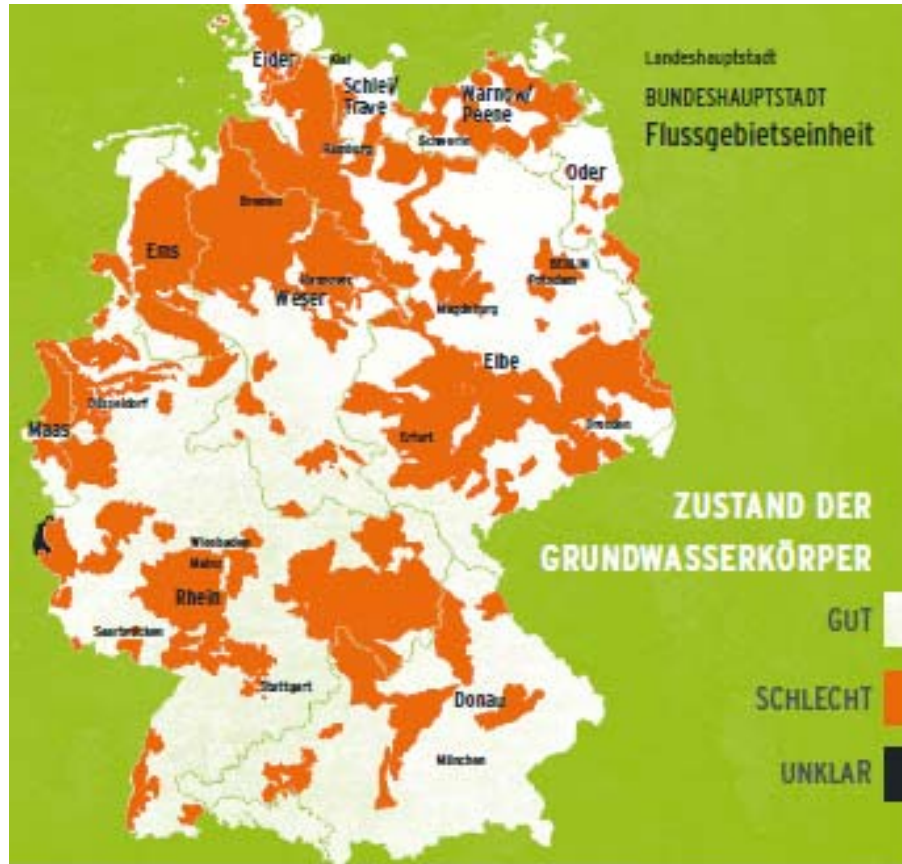 Landeshauptstadt
BUNDESHAUPTSTADT
Flussgebietseinheit
Eider
Kiel
Schlei/
Trave
Warnow/
Peene
Schwerin
Hamburg
Oder
Bremen
Ems
BERLIN
Potsdam
Hannover
Weser
Magdeburg
Elbe
Düsseldorf
Maas
Erfurt
Dresden
ZUSTAND DER
GRUNDWASSERKÖRPER
Wiesbaden
Mainz
Rhein
GUT
Saarbrücken
Stuttgart
SCHLECHT
Donau
München
UNKLAR